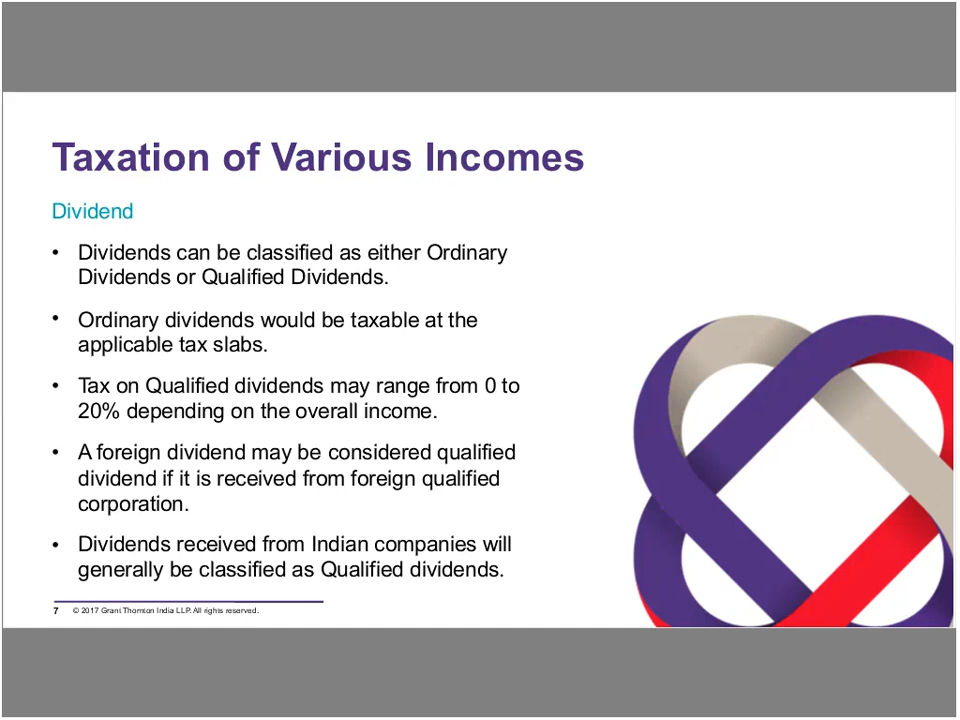 Taxation of Various Incomes
Dividend
• Dividends can be classified as either Ordinary
Dividends or Qualified Dividends.
• Ordinary dividends would be taxable at the
applicable tax slabs.
• Tax on Qualified dividends may range from 0 to
20% depending on the overall income.
• A foreign dividend may be considered qualified
dividend if it is received from foreign qualified
corporation.
• Dividends received from Indian companies will
generally be classified as Qualified dividends.
7 © 2017 Grant Thornton India LLP. All rights reserved.